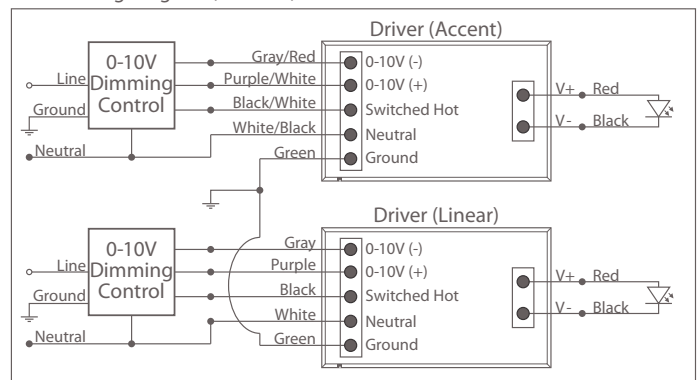 Driver (Accent)
0-10V
Dimming
Control
Line
Ground
Neutral
Gray/Red
Purple/White
Black/White
White/Black
Green
0-10V (-)
0-10V (+)
Switched Hot
Neutral
Ground
V+ Red
V- Black
Driver (Linear)
0-10V
Dimming
Control
Line
Ground
Neutral
Gray
Purple
Black
White
Green
0-10V (-)
0-10V (+)
Switched Hot
Neutral
Ground
V+ Red
V- Black